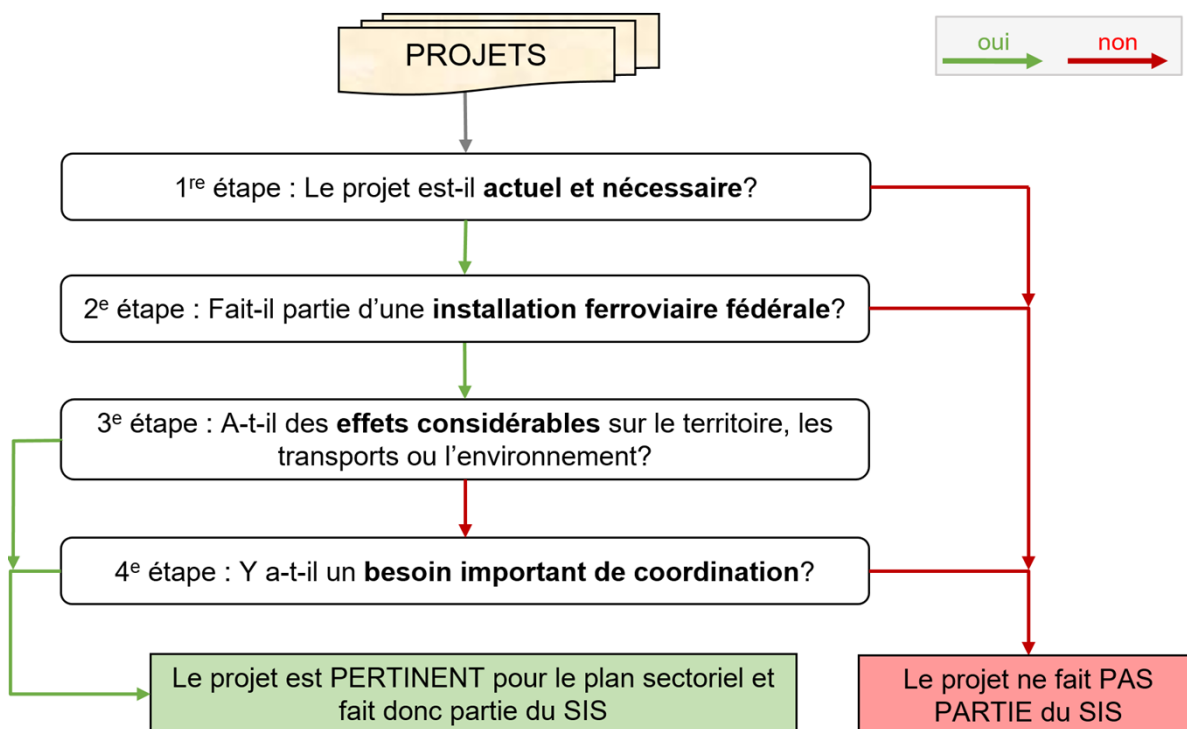 PROJETS
oui
non
1re étape : Le projet est-il actuel et nécessaire?
2e étape : Fait-il partie d’une installation ferroviaire fédérale?
3e étape : A-t-il des effets considérables sur le territoire, les
transports ou l’environnement?
4e étape : Y a-t-il un besoin important de coordination?
Le projet est PERTINENT pour le plan sectoriel et
fait donc partie du SIS
Le projet ne fait PAS
PARTIE du SIS